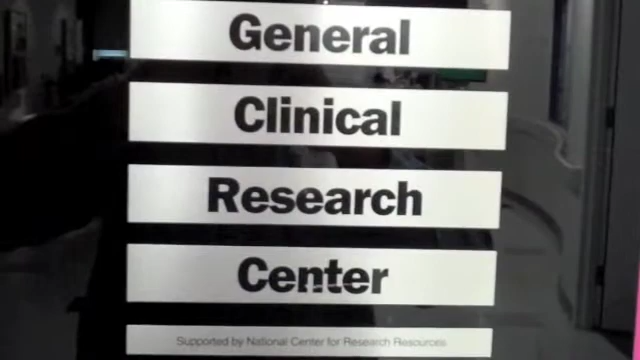 General
Clinical
Research
Center
Supported by National Center for Research Resources